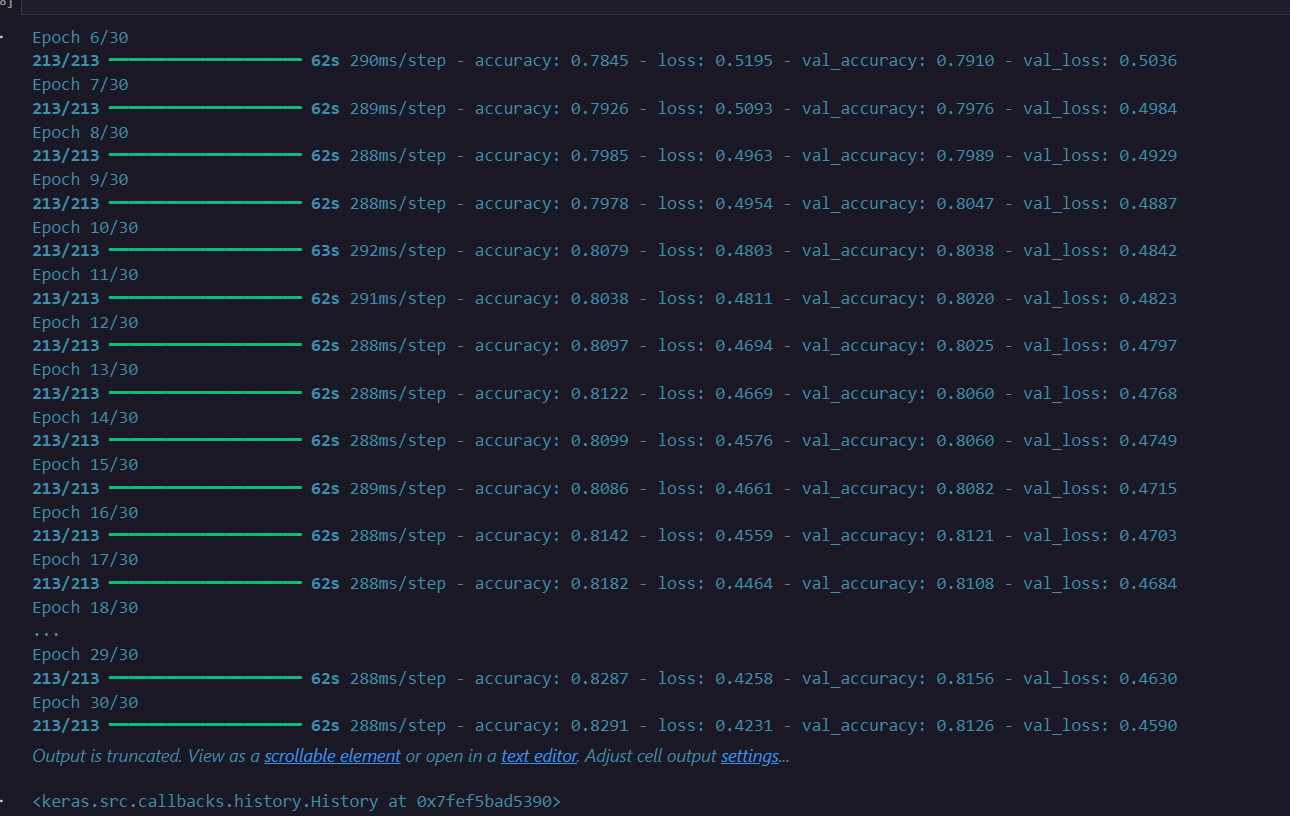 8]
Epoch 6/30
213/213 ━━━━━━━━━━━━━━━━━━━━ 62s 290ms/step - accuracy: 0.7845 - loss: 0.5195 - val_accuracy: 0.7910 - val_loss: 0.5036
Epoch 7/30
213/213 ━━━━━━━━━━━━━━━━━━━━ 62s 289ms/step - accuracy: 0.7926 - loss: 0.5093 - val_accuracy: 0.7976 - val_loss: 0.4984
Epoch 8/30
213/213 ━━━━━━━━━━━━━━━━━━━━ 62s 288ms/step - accuracy: 0.7985 - loss: 0.4963 - val_accuracy: 0.7989 - val_loss: 0.4929
Epoch 9/30
213/213 ━━━━━━━━━━━━━━━━━━━━ 62s 288ms/step - accuracy: 0.7978 - loss: 0.4954 - val_accuracy: 0.8047 - val_loss: 0.4887
Epoch 10/30
213/213 ━━━━━━━━━━━━━━━━━━━━ 63s 292ms/step - accuracy: 0.8079 - loss: 0.4803 - val_accuracy: 0.8038 - val_loss: 0.4842
Epoch 11/30
213/213 ━━━━━━━━━━━━━━━━━━━━ 62s 291ms/step - accuracy: 0.8038 - loss: 0.4811 - val_accuracy: 0.8020 - val_loss: 0.4823
Epoch 12/30
213/213 ━━━━━━━━━━━━━━━━━━━━ 62s 288ms/step - accuracy: 0.8097 - loss: 0.4694 - val_accuracy: 0.8025 - val_loss: 0.4797
Epoch 13/30
213/213 ━━━━━━━━━━━━━━━━━━━━ 62s 288ms/step - accuracy: 0.8122 - loss: 0.4669 - val_accuracy: 0.8060 - val_loss: 0.4768
Epoch 14/30
213/213 ━━━━━━━━━━━━━━━━━━━━ 62s 288ms/step - accuracy: 0.8099 - loss: 0.4576 - val_accuracy: 0.8060 - val_loss: 0.4749
Epoch 15/30
213/213 ━━━━━━━━━━━━━━━━━━━━ 62s 289ms/step - accuracy: 0.8086 - loss: 0.4661 - val_accuracy: 0.8082 - val_loss: 0.4715
Epoch 16/30
213/213 ━━━━━━━━━━━━━━━━━━━━ 62s 288ms/step - accuracy: 0.8142 - loss: 0.4559 - val_accuracy: 0.8121 - val_loss: 0.4703
Epoch 17/30
213/213 ━━━━━━━━━━━━━━━━━━━━ 62s 288ms/step - accuracy: 0.8182 - loss: 0.4464 - val_accuracy: 0.8108 - val_loss: 0.4684
Epoch 18/30
...
Epoch 29/30
213/213 ━━━━━━━━━━━━━━━━━━━━ 62s 288ms/step - accuracy: 0.8287 - loss: 0.4258 - val_accuracy: 0.8156 - val_loss: 0.4630
Epoch 30/30
213/213 ━━━━━━━━━━━━━━━━━━━━ 62s 288ms/step - accuracy: 0.8291 - loss: 0.4231 - val_accuracy: 0.8126 - val_loss: 0.4590
Output is truncated. View as a scrollable element or open in a text editor. Adjust cell output settings...
<keras.src.callbacks.history.History at 0x7fef5bad5390>